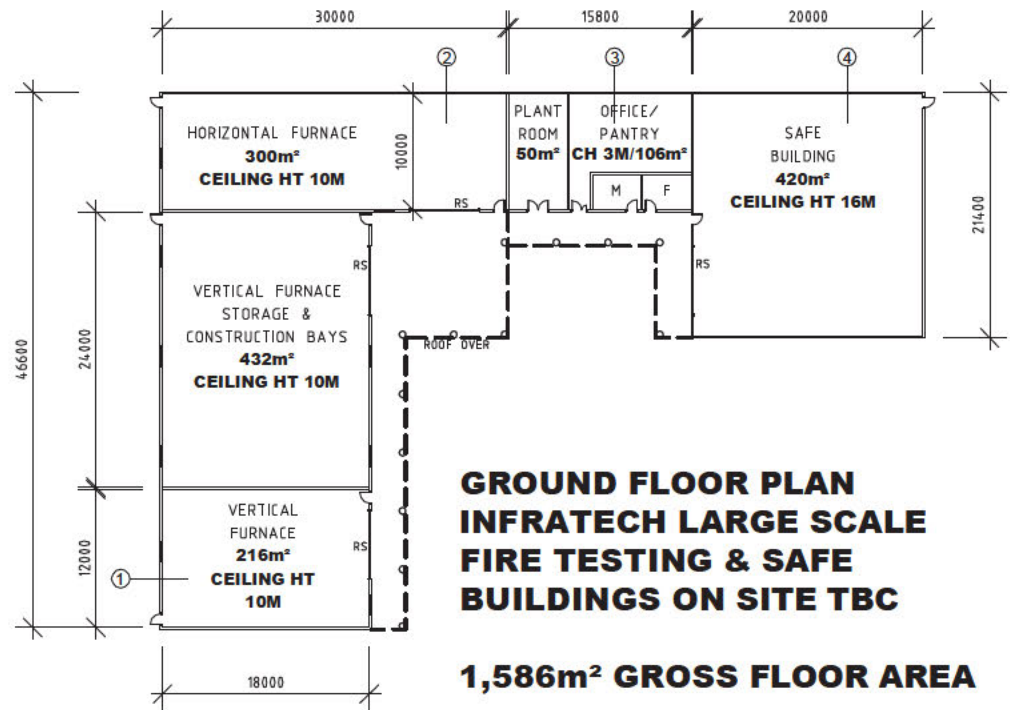 30000
15800
20000
2
3
4
HORIZONTAL FURNACE
300m²
CEILING HT 10M
10000
PLANT
ROOM
50m²
OFFICE/
PANTRY
CH 3M/106m²
M
F
SAFE
BUILDING
420m²
CEILING HT 16M
21400
RS
RS
RS
VERTICAL FURNACE
STORAGE &
CONSTRUCTION BAYS
432m²
CEILING HT 10M
ROOF OVER
46600
24000
12000
VERTICAL
FURNACE
216m²
CEILING HT
10M
RS
1
18000
GROUND FLOOR PLAN
INFRATECH LARGE SCALE
FIRE TESTING & SAFE
BUILDINGS ON SITE TBC
1,586m² GROSS FLOOR AREA